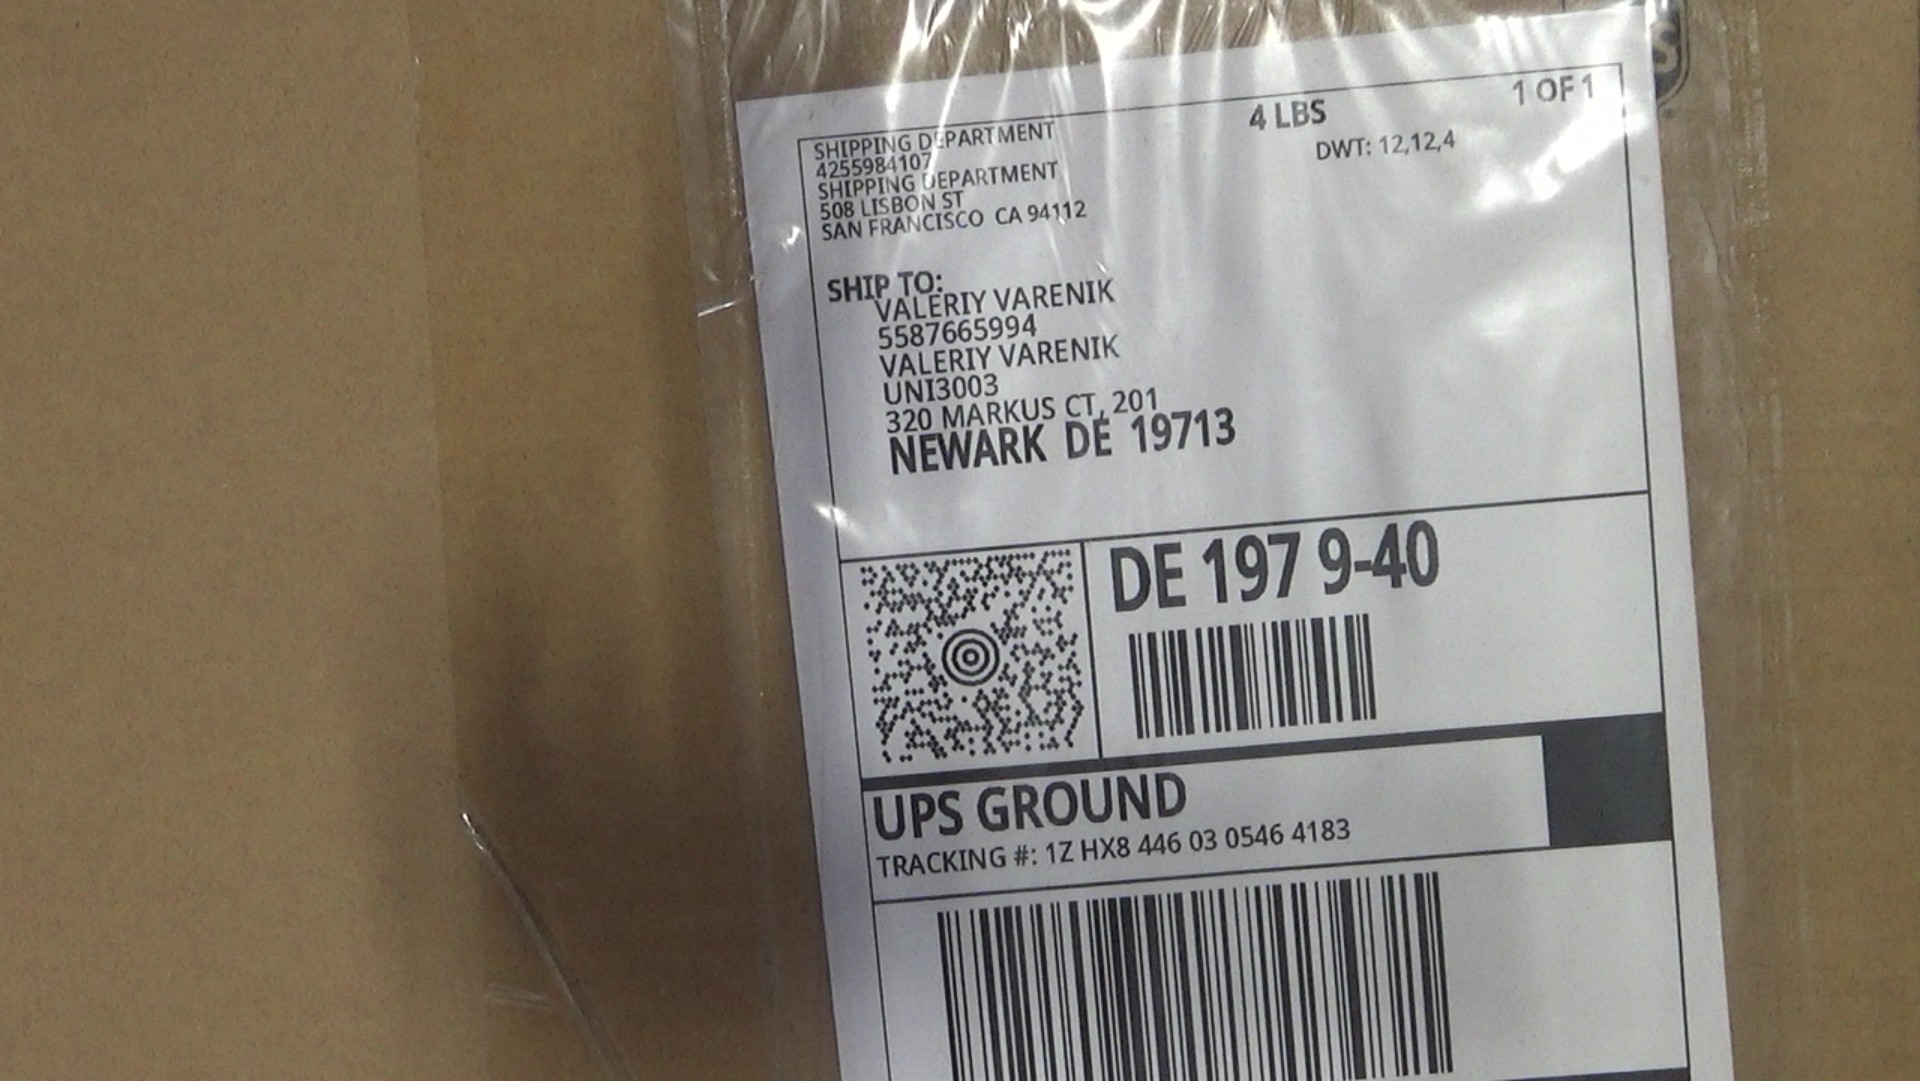 SHIPPING DEPARTMENT
4255984107
SHIPPING DEPARTMENT
508 LISBON ST
SAN FRANCISCO CA 94112
4 LBS
1 OF 1
DWT: 12,12,4
SHIP TO:
VALERIY VARENIK
5587665994
VALERIY VARENIK
UNI3003
320 MARKUS CT, 201
NEWARK DE 19713
DE 197 9-40
UPS GROUND
TRACKING #: 1Z HX8 446 03 0546 4183